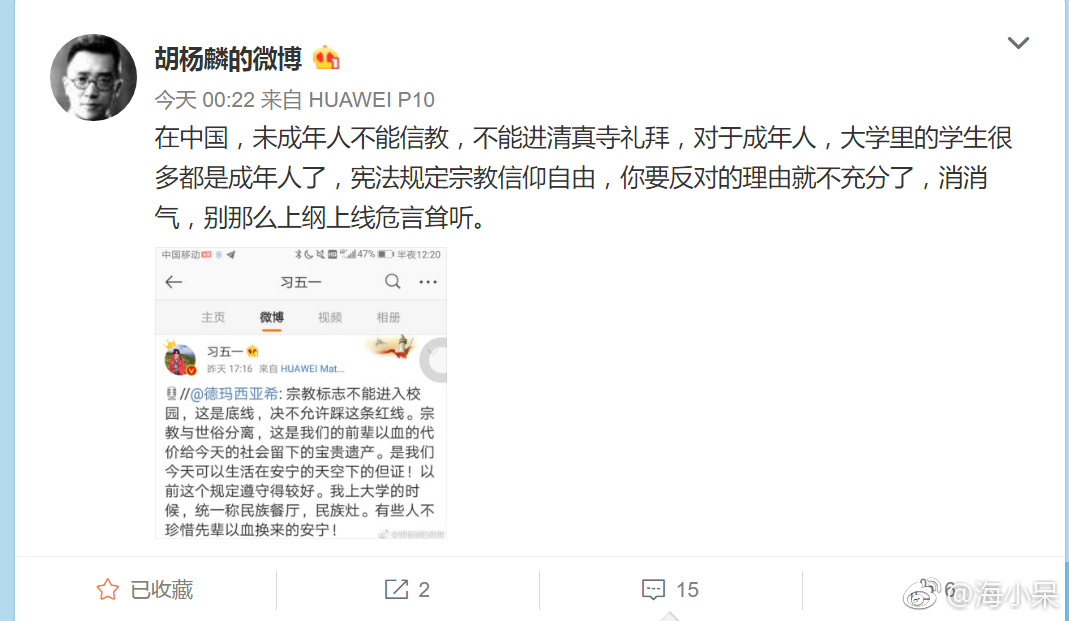 胡杨麟的微博
今天 00:22 来自 HUAWEI P10
在中国，未成年人不能信教，不能进清真寺礼拜，对于成年人，大学里的学生很
多都是成年人了，宪法规定宗教信仰自由，你要反对的理由就不充分了，消消
气，别那么上纲上线危言耸听。
中国移动 47% 半夜12:20
习五一
主页 微博 视频 相册
习五一
昨天 17:16 来自 HUAWEI Mat...
//@德玛西亚希: 宗教标志不能进入校
园，这是底线，决不允许踩这条红线。宗
教与世俗分离，这是我们的前辈以血的代
价给今天的社会留下的宝贵遗产。是我们
今天可以生活在安宁的天空下的但证！以
前这个规定遵守得较好。我上大学的时
候，统一称民族餐厅，民族灶。有些人不
珍惜先辈以血换来的安宁！
已收藏 2 15 6
@海小呆